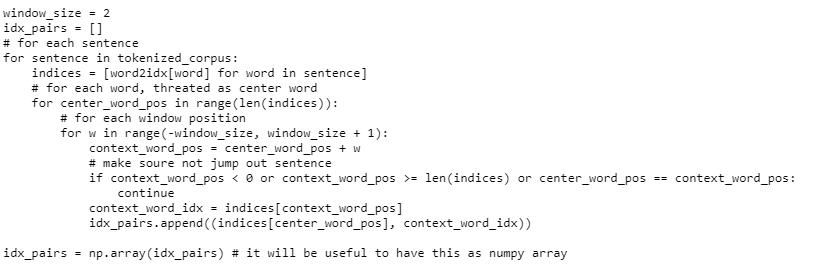 window_size = 2
idx_pairs = []
# for each sentence
for sentence in tokenized_corpus:
    indices = [word2idx[word] for word in sentence]
    # for each word, threated as center word
    for center_word_pos in range(len(indices)):
        # for each window position
        for w in range(-window_size, window_size + 1):
            context_word_pos = center_word_pos + w
            # make soure not jump out sentence
            if context_word_pos < 0 or context_word_pos >= len(indices) or center_word_pos == context_word_pos:
                continue
            context_word_idx = indices[context_word_pos]
            idx_pairs.append((indices[center_word_pos], context_word_idx))

idx_pairs = np.array(idx_pairs) # it will be useful to have this as numpy array